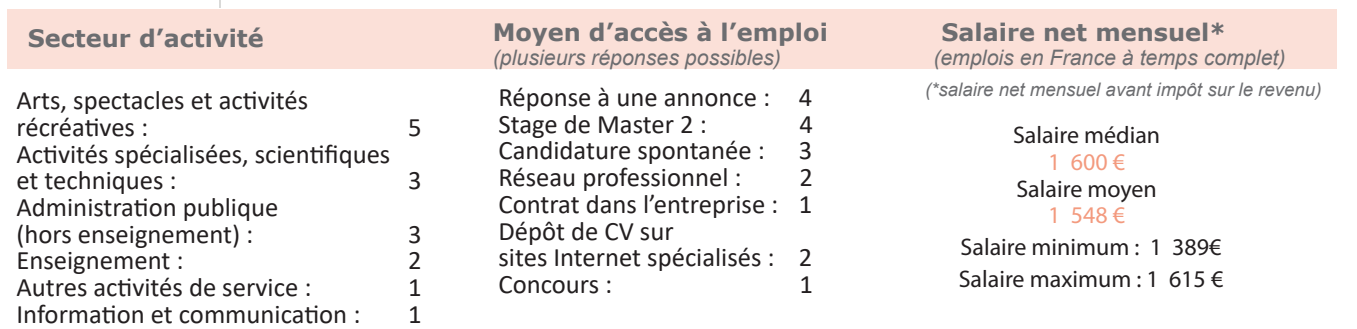 Secteur d’activité
Arts, spectacles et activités
récréatives : 5
Activités spécialisées, scientifiques
et techniques : 3
Administration publique
(hors enseignement) : 3
Enseignement : 2
Autres activités de service : 1
Information et communication : 1
Moyen d’accès à l’emploi
(plusieurs réponses possibles)
Réponse à une annonce : 4
Stage de Master 2 : 4
Candidature spontanée : 3
Réseau professionnel : 2
Contrat dans l’entreprise : 1
Dépôt de CV sur
sites Internet spécialisés : 2
Concours : 1
Salaire net mensuel*
(emplois en France à temps complet)
(*salaire net mensuel avant impôt sur le revenu)
Salaire médian
1 600 €
Salaire moyen
1 548 €
Salaire minimum : 1 389€
Salaire maximum : 1 615 €